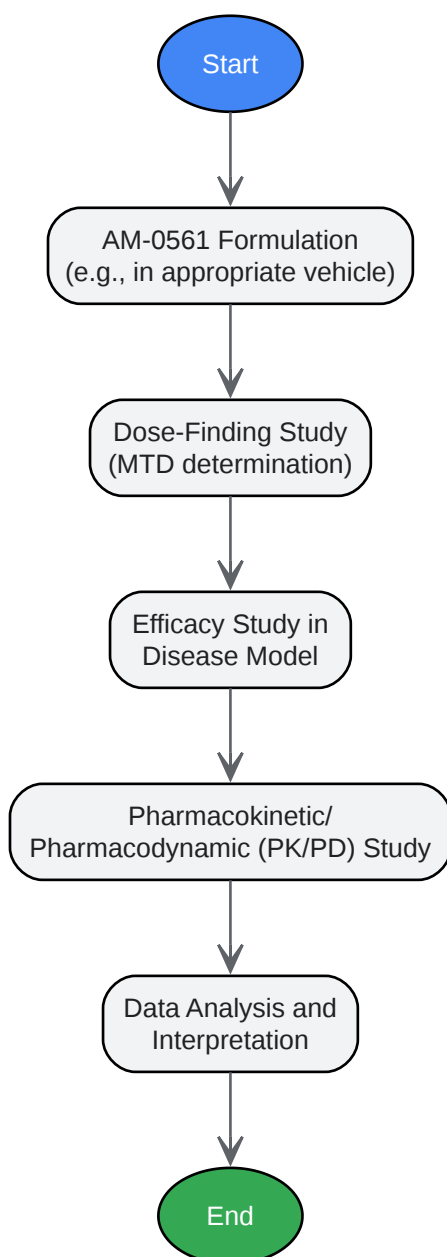 Start
AM-0561 Formulation
(e.g., in appropriate vehicle)
Dose-Finding Study
(MTD determination)
Efficacy Study in
Disease Model
Pharmacokinetic/
Pharmacodynamic (PK/PD) Study
Data Analysis and
Interpretation
End